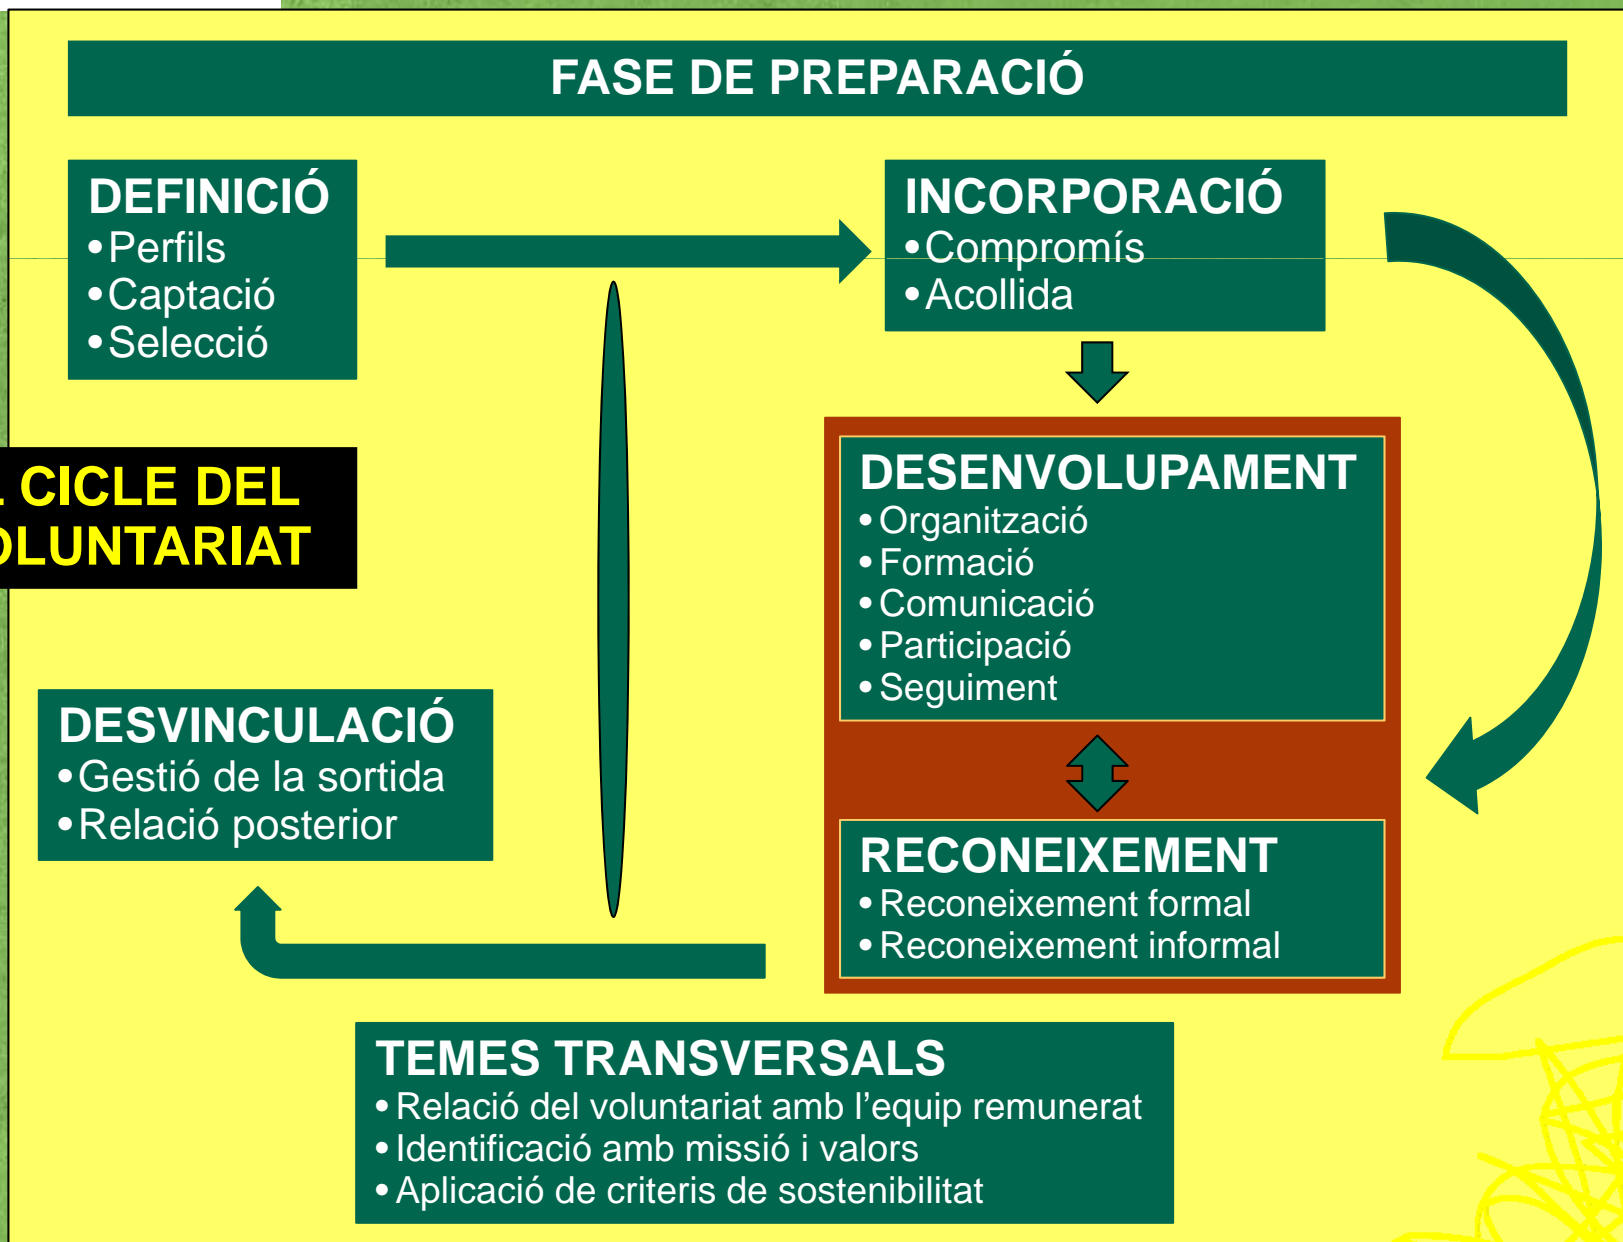 FASE DE PREPARACIÓ
DEFINICIÓ
•Perfils
•Captació
•Selecció
INCORPORACIÓ
•Compromís
•Acollida
CICLE DEL
OLUNTARIAT
DESENVOLUPAMENT
•Organització
•Formació
•Comunicació
•Participació
•Seguiment
DESVINCULACIÓ
•Gestió de la sortida
•Relació posterior
RECONEIXEMENT
•Reconeixement formal
•Reconeixement informal
TEMES TRANSVERSALS
•Relació del voluntariat amb l’equip remunerat
•Identificació amb missió i valors
•Aplicació de criteris de sostenibilitat